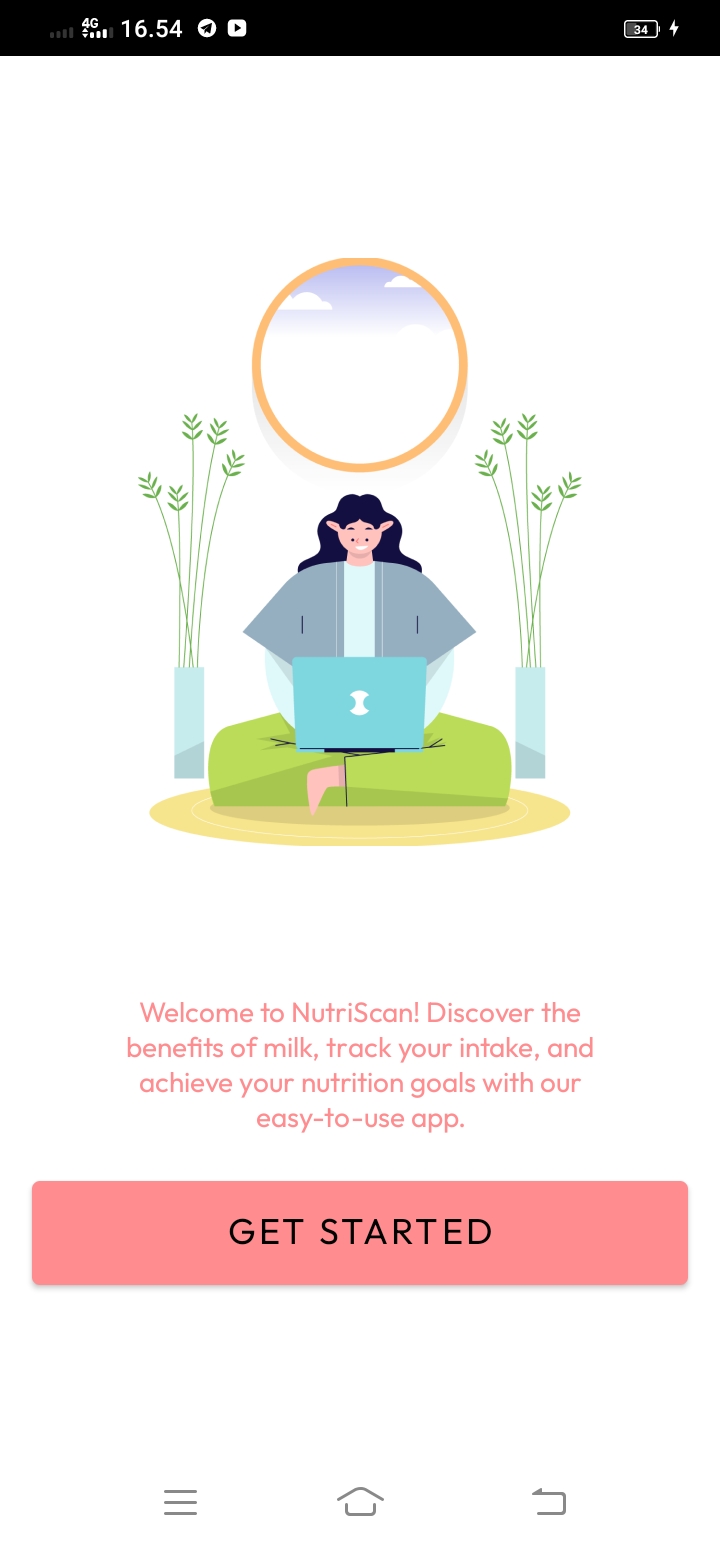 4G 16.54 34
Welcome to NutriScan! Discover the
benefits of milk, track your intake, and
achieve your nutrition goals with our
easy-to-use app.
GET STARTED